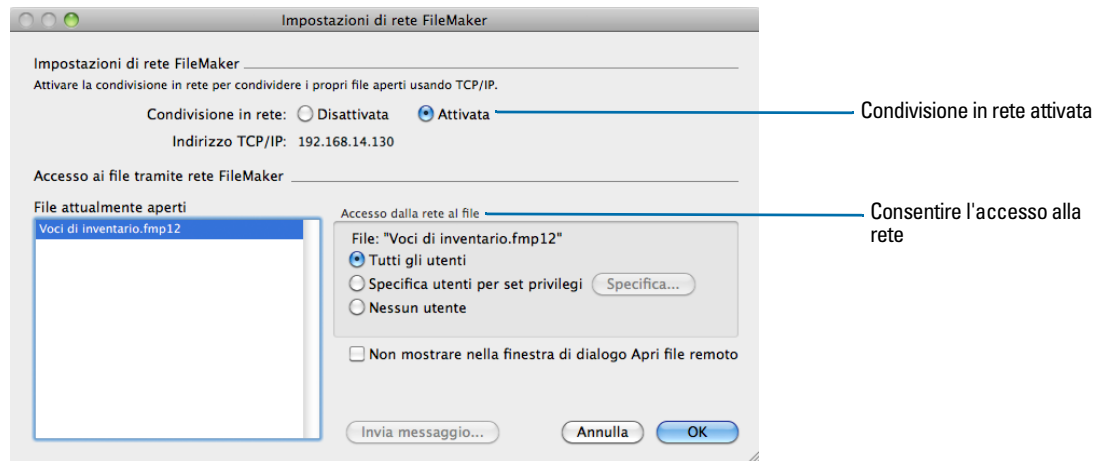 Impostazioni di rete FileMaker
Impostazioni di rete FileMaker
Attivare la condivisione in rete per condividere i propri file aperti usando TCP/IP.
Condivisione in rete: Disattivata Attivata
Condivisione in rete attivata
Indirizzo TCP/IP: 192.168.14.130
Accesso ai file tramite rete FileMaker
File attualmente aperti
Voci di inventario.fmp12
Accesso dalla rete al file
Consentire l'accesso alla
rete
File: "Voci di inventario.fmp12"
Tutti gli utenti
Specifica utenti per set privilegi Specifica...
Nessun utente
Non mostrare nella finestra di dialogo Apri file remoto
Invia messaggio... Annulla OK